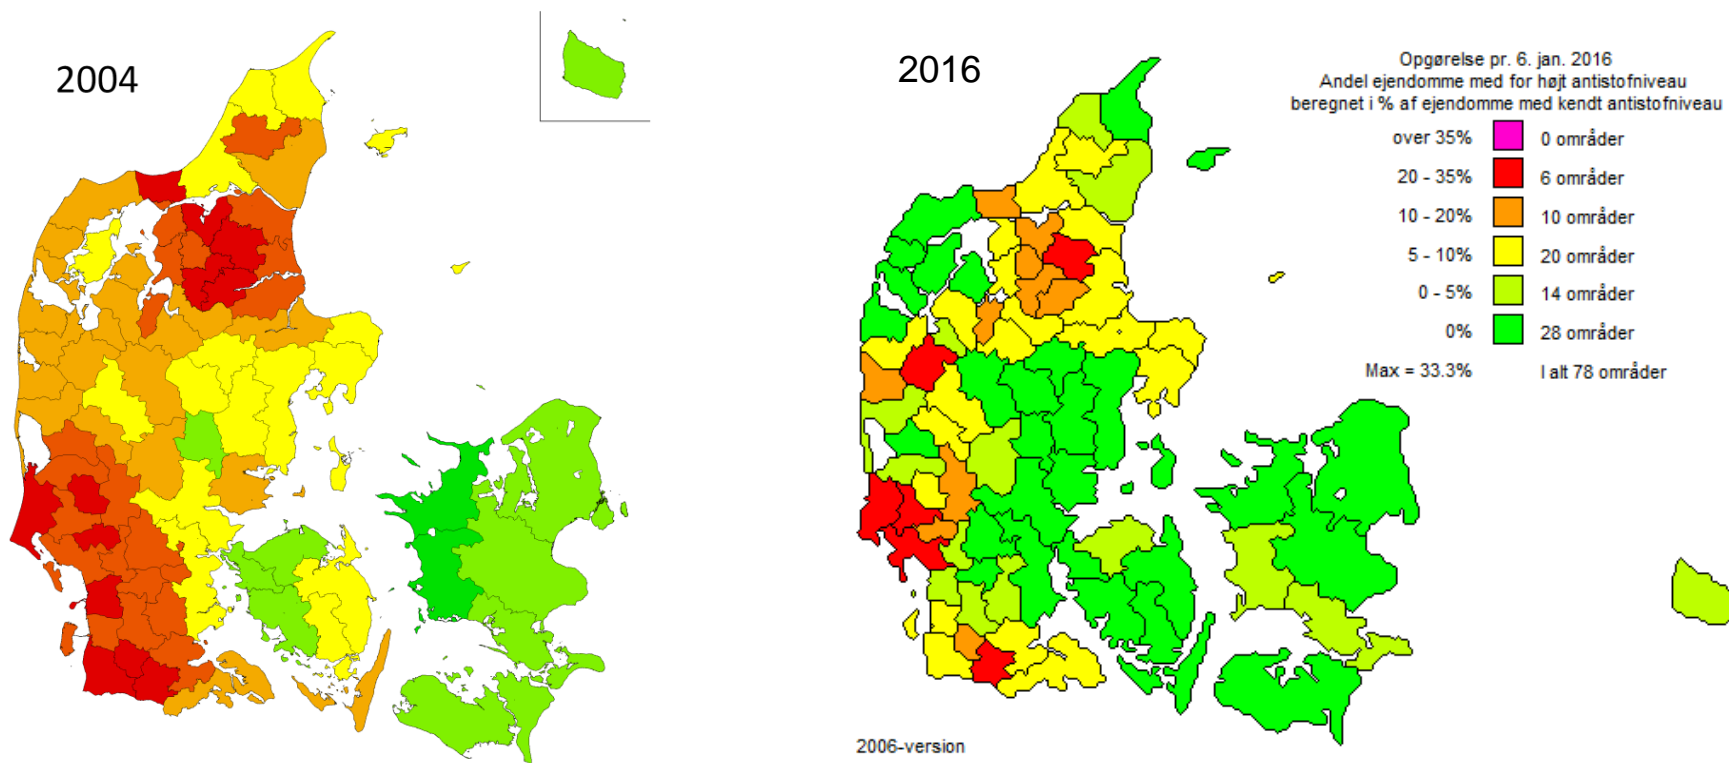 2004
2016
Opgørelse pr. 6. jan. 2016
Andel ejendomme med for højt antistofniveau
beregnet i % af ejendomme med kendt antistofniveau
over 35% 0 områder
20 - 35% 6 områder
10 - 20% 10 områder
5 - 10% 20 områder
0 - 5% 14 områder
0% 28 områder
Max = 33.3% I alt 78 områder
2006-version